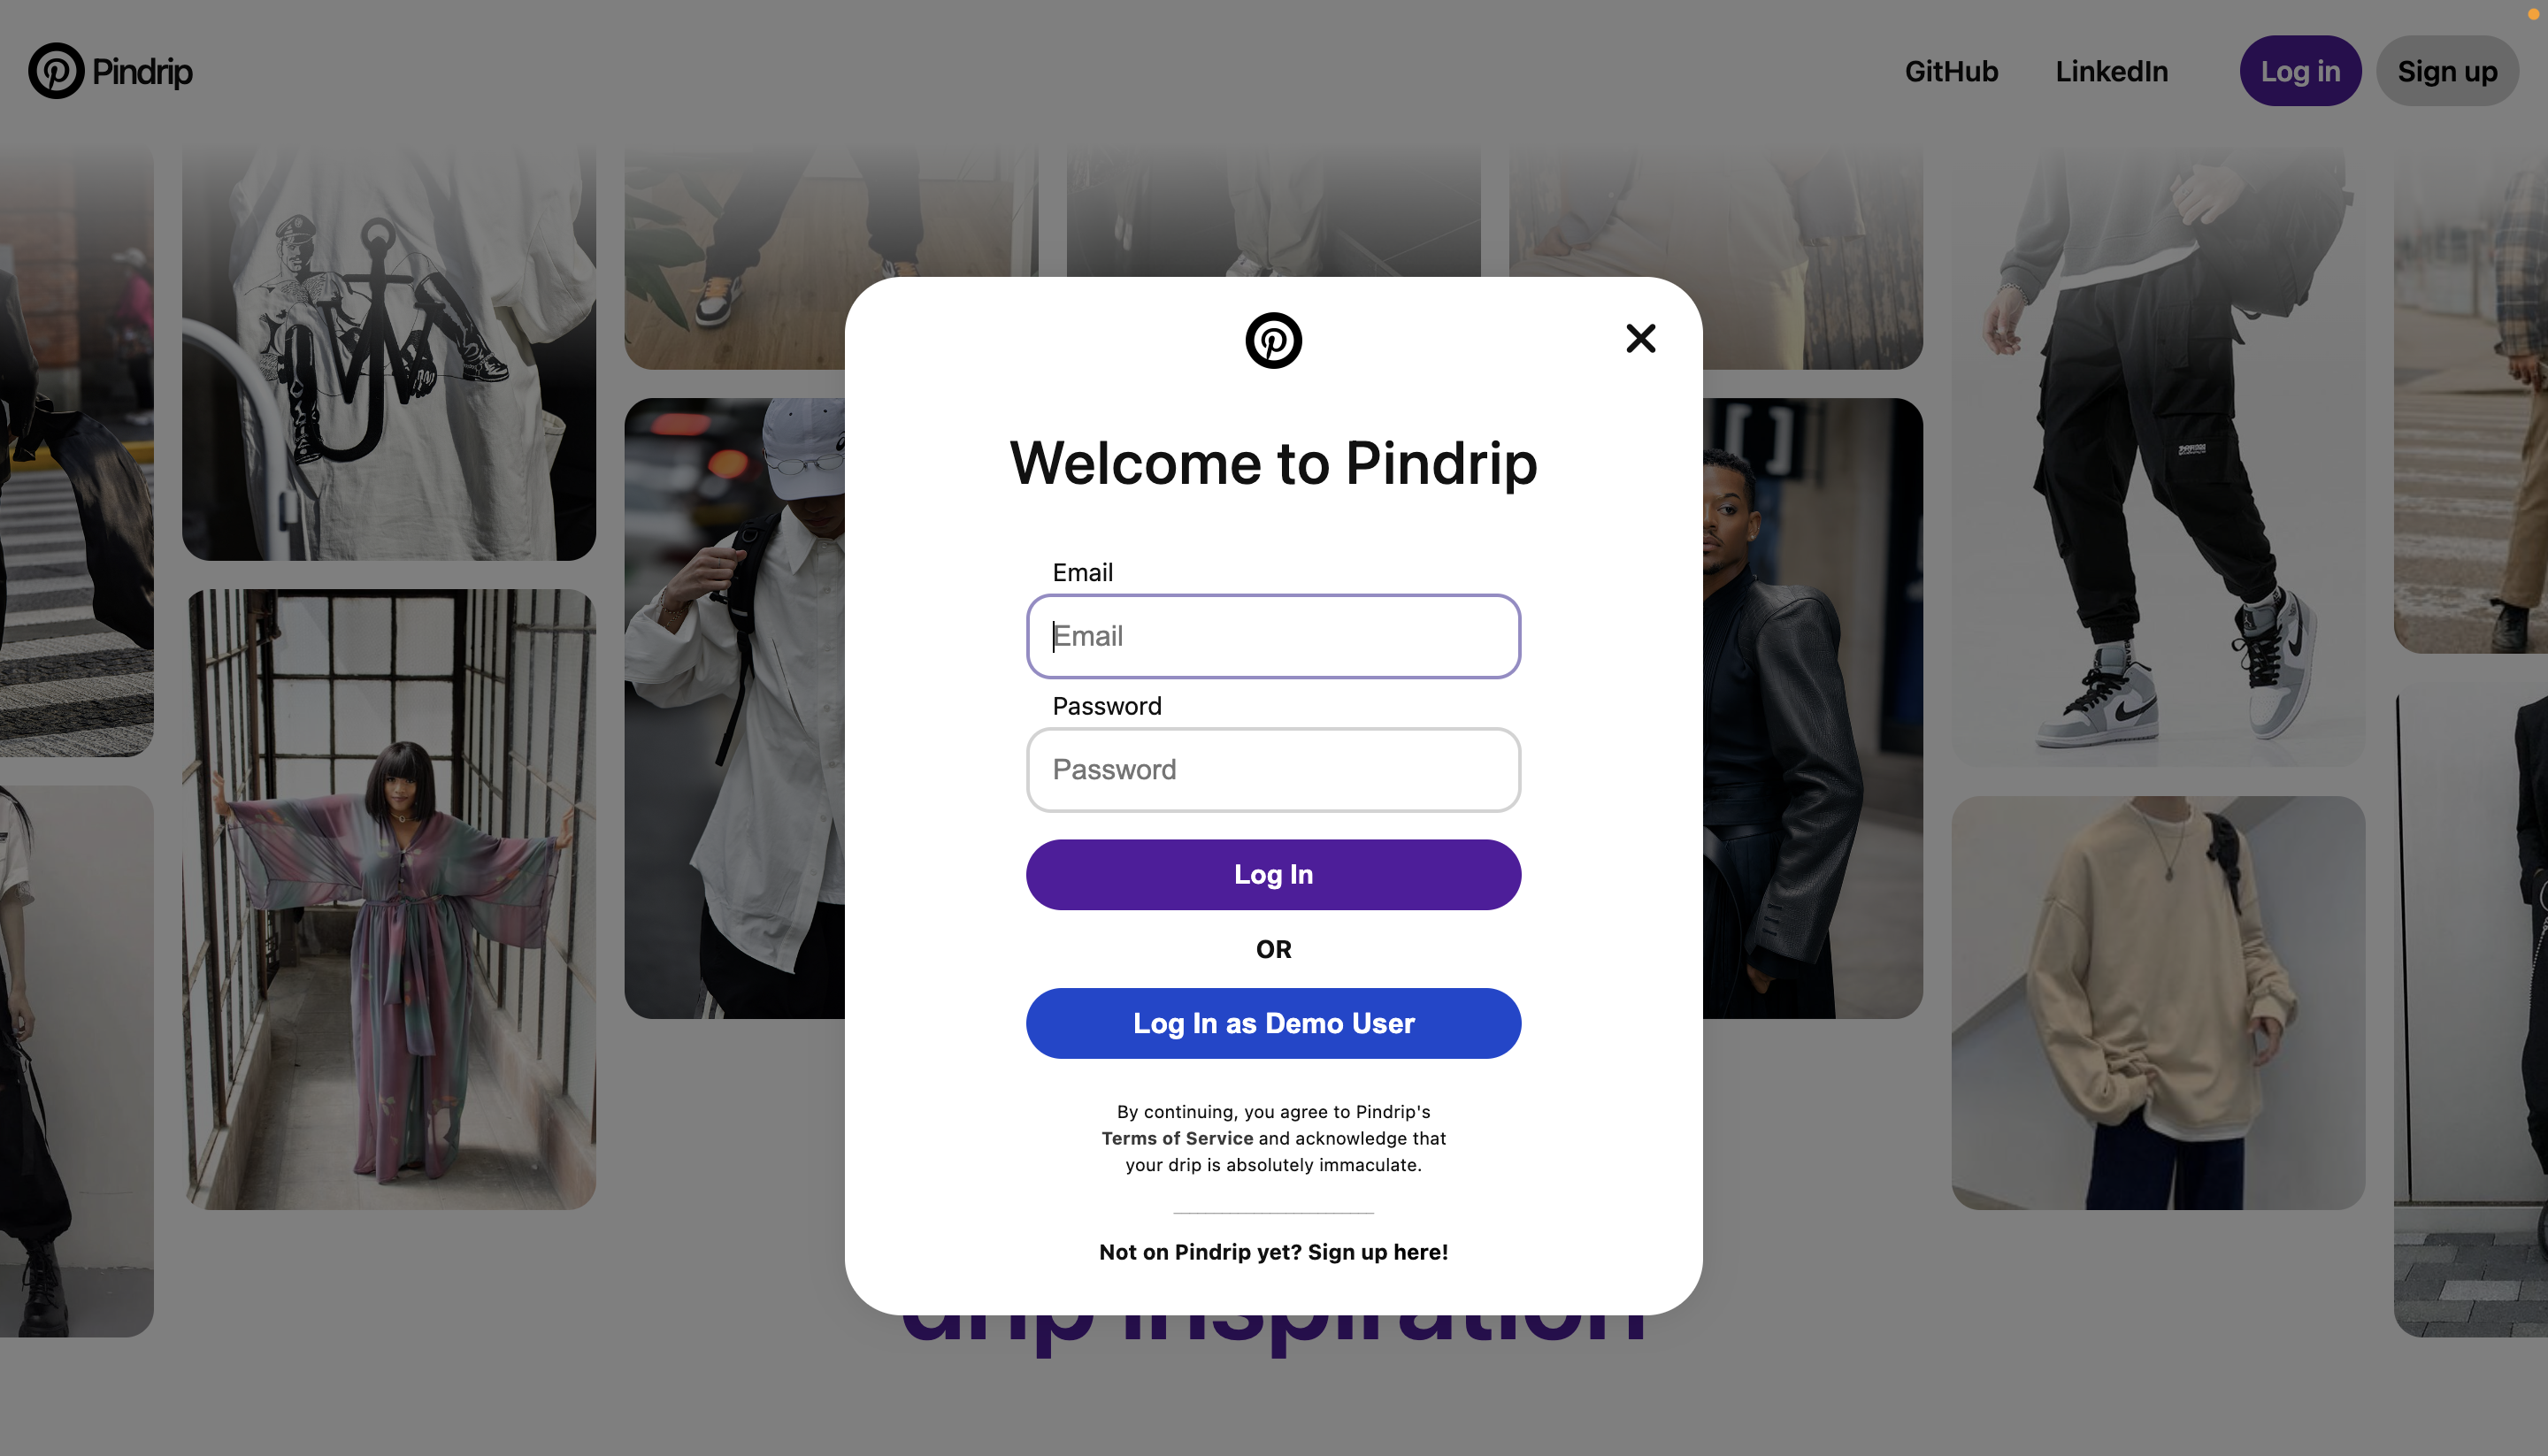 Pindrip
GitHub
LinkedIn
Log in
Sign up
Welcome to Pindrip
Email
Email
Password
Password
Log In
OR
Log In as Demo User
By continuing, you agree to Pindrip's
Terms of Service and acknowledge that
your drip is absolutely immaculate.
Not on Pindrip yet? Sign up here!
drip inspiration